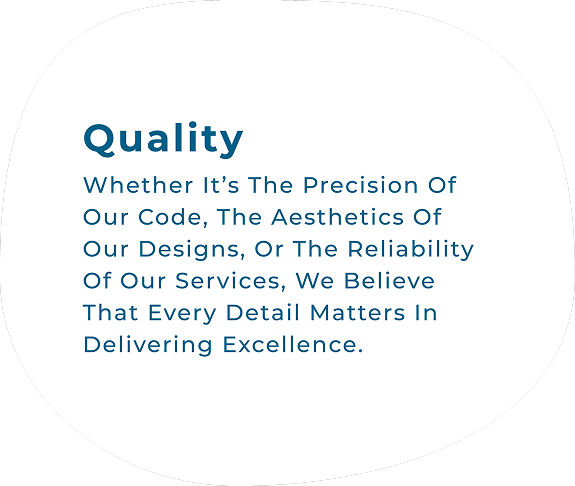 Quality
Whether It’s The Precision Of
Our Code, The Aesthetics Of
Our Designs, Or The Reliability
Of Our Services, We Believe
That Every Detail Matters In
Delivering Excellence.